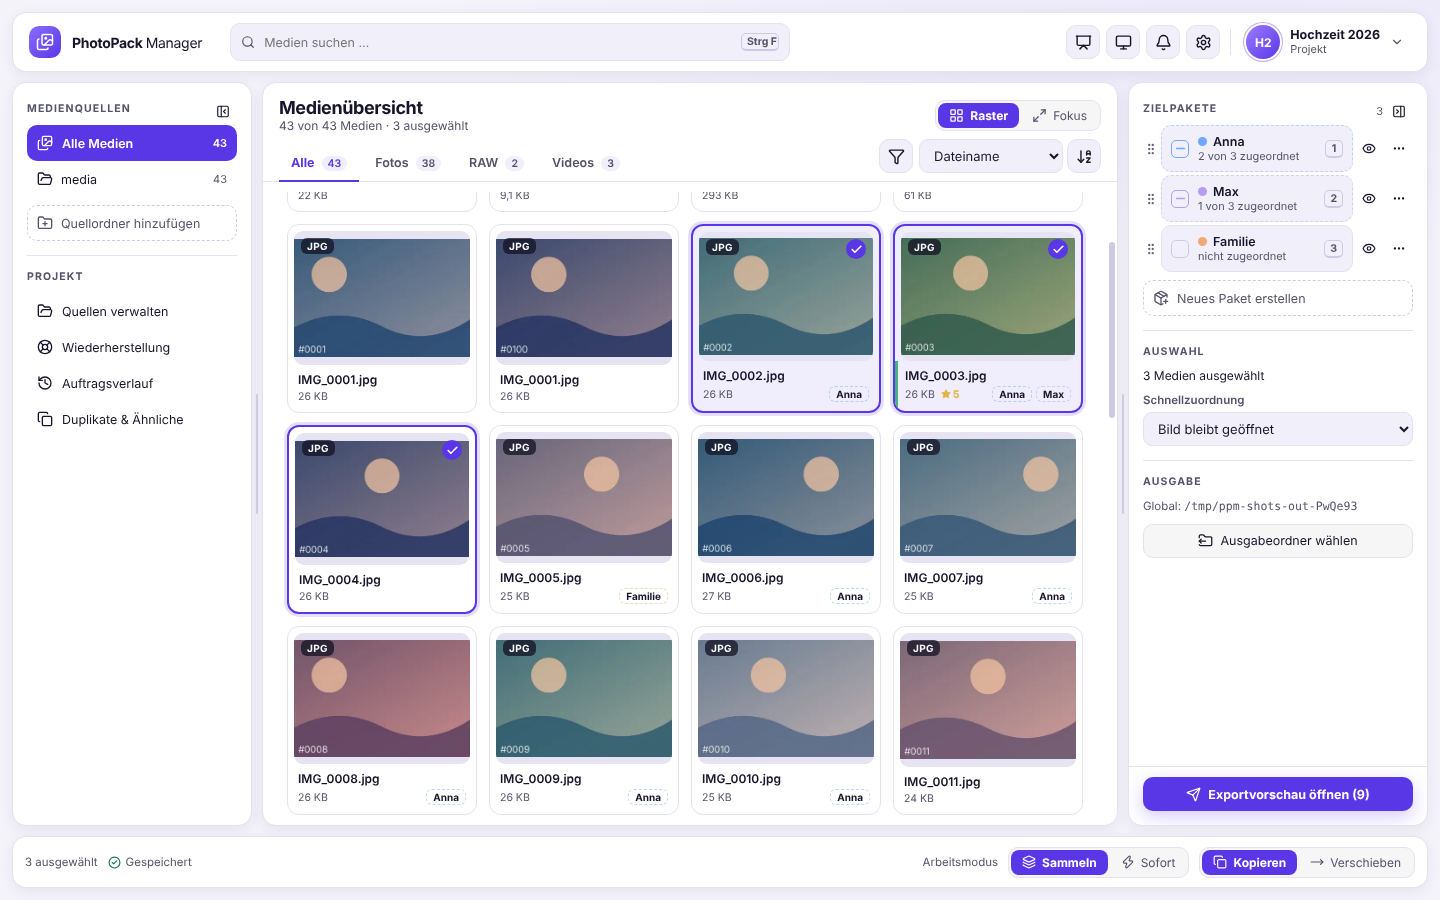 PhotoPack Manager
Medien suchen ...
Strg F
H2
Hochzeit 2026
Projekt
MEDIENQUELLEN
Alle Medien 43
media 43
Quellordner hinzufügen
PROJEKT
Quellen verwalten
Wiederherstellung
Auftragsverlauf
Duplikate & Ähnliche
Medienübersicht
43 von 43 Medien · 3 ausgewählt
Raster
Fokus
Alle 43
Fotos 38
RAW 2
Videos 3
Dateiname
22 KB
9,1 KB
293 KB
61 KB
JPG
#0001
IMG_0001.jpg
26 KB
JPG
#0100
IMG_0001.jpg
26 KB
JPG
#0002
IMG_0002.jpg
26 KB
Anna
JPG
#0003
IMG_0003.jpg
26 KB ★ 5
Anna
Max
JPG
#0004
IMG_0004.jpg
26 KB
JPG
#0005
IMG_0005.jpg
25 KB
Familie
JPG
#0006
IMG_0006.jpg
27 KB
Anna
JPG
#0007
IMG_0007.jpg
25 KB
Anna
JPG
#0008
IMG_0008.jpg
26 KB
Anna
JPG
#0009
IMG_0009.jpg
26 KB
Anna
JPG
#0010
IMG_0010.jpg
25 KB
Anna
JPG
#0011
IMG_0011.jpg
24 KB
ZIELPAKETE
3
Anna
2 von 3 zugeordnet
1
Max
1 von 3 zugeordnet
2
Familie
nicht zugeordnet
3
Neues Paket erstellen
AUSWAHL
3 Medien ausgewählt
Schnellzuordnung
Bild bleibt geöffnet
AUSGABE
Global: /tmp/ppm-shots-out-PwQe93
Ausgabeordner wählen
Exportvorschau öffnen (9)
3 ausgewählt
Gespeichert
Arbeitsmodus
Sammeln
Sofort
Kopieren
Verschieben